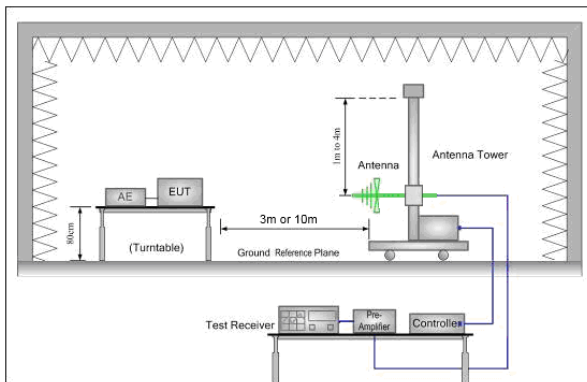 1m to 4m
Antenna
Antenna Tower
AE
EUT
80cm
(Turntable)
3m or 10m
Ground Reference Plane
Test Receiver
Pre-
Amplifier
Controller